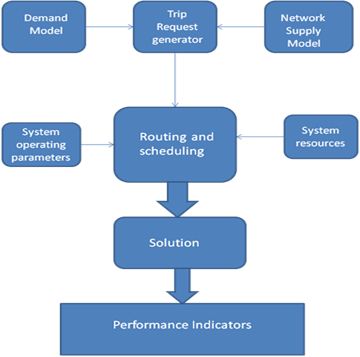 Demand
Model
Trip
Request
generator
Network
Supply
Model
System
operating
parameters
Routing and
scheduling
System
resources
Solution
Performance Indicators